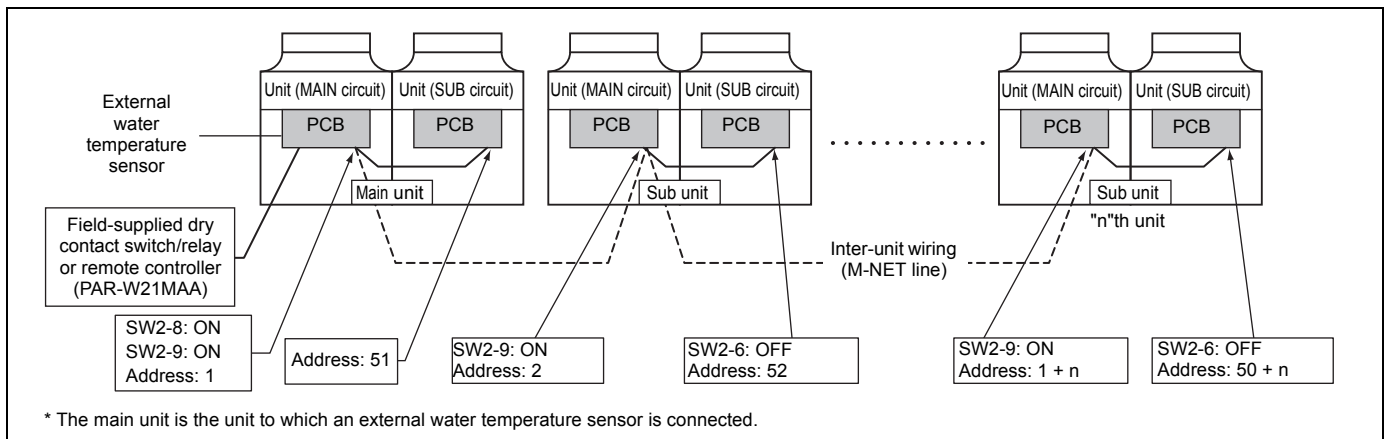 Unit (MAIN circuit)
Unit (SUB circuit)
Unit (MAIN circuit)
Unit (SUB circuit)
Unit (MAIN circuit)
Unit (SUB circuit)
External
water
temperature
sensor
PCB
PCB
PCB
PCB
PCB
PCB
Main unit
Sub unit
Sub unit
"n"th unit
Field-supplied dry
contact switch/relay
or remote controller
(PAR-W21MAA)
Inter-unit wiring
(M-NET line)
SW2-8: ON
SW2-9: ON
Address: 1
Address: 51
SW2-9: ON
Address: 2
SW2-6: OFF
Address: 52
SW2-9: ON
Address: 1 + n
SW2-6: OFF
Address: 50 + n
* The main unit is the unit to which an external water temperature sensor is connected.